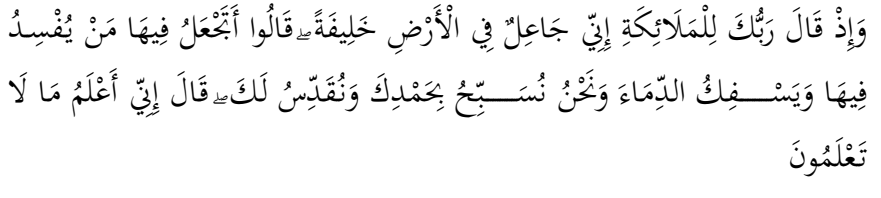 وَإِذْ قَالَ رَبُّكَ لِلْمَلَائِكَةِ إِنِّي جَاعِلٌ فِي الْأَرْضِ خَلِيفَةً ۖ قَالُوا أَتَجْعَلُ فِيهَا مَنْ يُفْسِدُ
فِيهَا وَيَسْفِكُ الدِّمَاءَ وَنَحْنُ نُسَبِّحُ بِحَمْدِكَ وَنُقَدِّسُ لَكَ ۖ قَالَ إِنِّي أَعْلَمُ مَا لَا
تَعْلَمُونَ